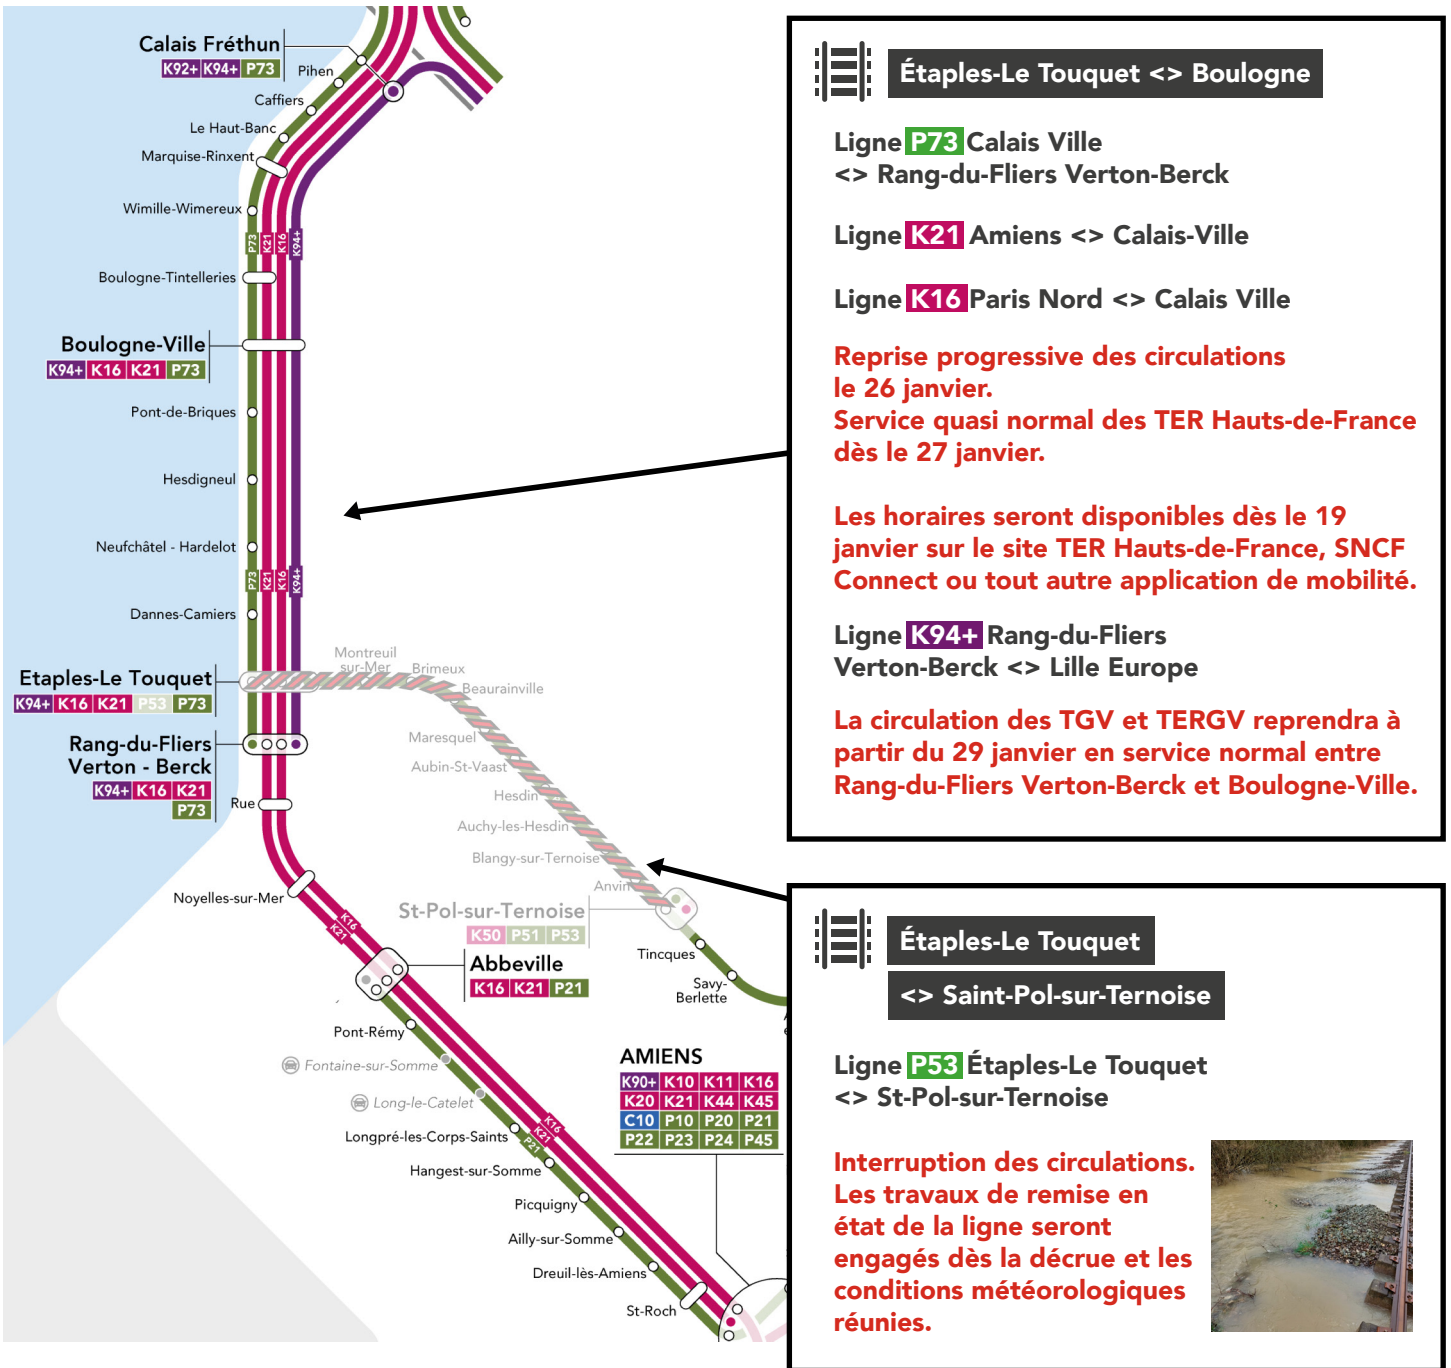 Calais Fréthun
K92+ K94+ P73
Pihen
Caffiers
Le Haut-Banc
Marquise-Rinxent
Wimille-Wimereux
P73 K21 K16 K94+
Boulogne-Tintelleries
Boulogne-Ville
K94+ K16 K21 P73
Pont-de-Briques
Hesdigneul
Neufchâtel - Hardelot
P73 K21 K16 K94+
Dannes-Camiers
Etaples-Le Touquet
K94+ K16 K21 P53 P73
Montreuil
sur-Mer
Brimeux
Beaurainville
Maresquel
Aubin-St-Vaast
Hesdin
Auchy-les-Hesdin
Blangy-sur-Ternoise
Anvin
Rang-du-Fliers
Verton - Berck
K94+ K16 K21
P73
Rue
Noyelles-sur-Mer
K16
K21
St-Pol-sur-Ternoise
K50 P51 P53
Tincques
Savy-
Berlette
Abbeville
K16 K21 P21
Pont-Rémy
Fontaine-sur-Somme
Long-le-Catelet
Longpré-les-Corps-Saints
K16
K21
P21
Hangest-sur-Somme
Picquigny
Ailly-sur-Somme
Dreuil-lès-Amiens
St-Roch
AMIENS
K90+ K10 K11 K16
K20 K21 K44 K45
C10 P10 P20 P21
P22 P23 P24 P45
Étaples-Le Touquet <> Boulogne
Ligne P73 Calais Ville
<> Rang-du-Fliers Verton-Berck
Ligne K21 Amiens <> Calais-Ville
Ligne K16 Paris Nord <> Calais Ville
Reprise progressive des circulations
le 26 janvier.
Service quasi normal des TER Hauts-de-France
dès le 27 janvier.
Les horaires seront disponibles dès le 19
janvier sur le site TER Hauts-de-France, SNCF
Connect ou tout autre application de mobilité.
Ligne K94+ Rang-du-Fliers
Verton-Berck <> Lille Europe
La circulation des TGV et TERGV reprendra à
partir du 29 janvier en service normal entre
Rang-du-Fliers Verton-Berck et Boulogne-Ville.
Étaples-Le Touquet
<> Saint-Pol-sur-Ternoise
Ligne P53 Étaples-Le Touquet
<> St-Pol-sur-Ternoise
Interruption des circulations.
Les travaux de remise en
état de la ligne seront
engagés dès la décrue et les
conditions météorologiques
réunies.